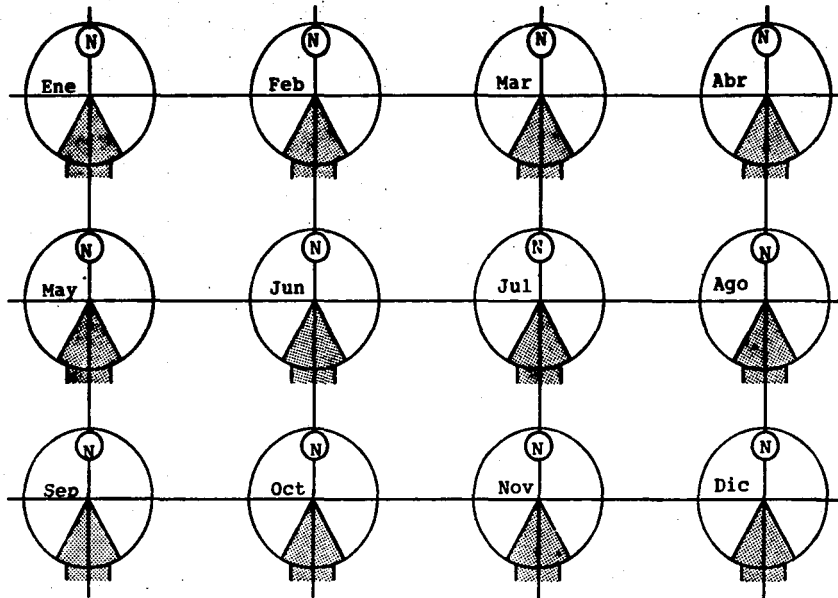 N N N N
Ene Feb Mar Abr
N N N N
May Jun Jul Ago
N N N N
Sep Oct Nov Dic